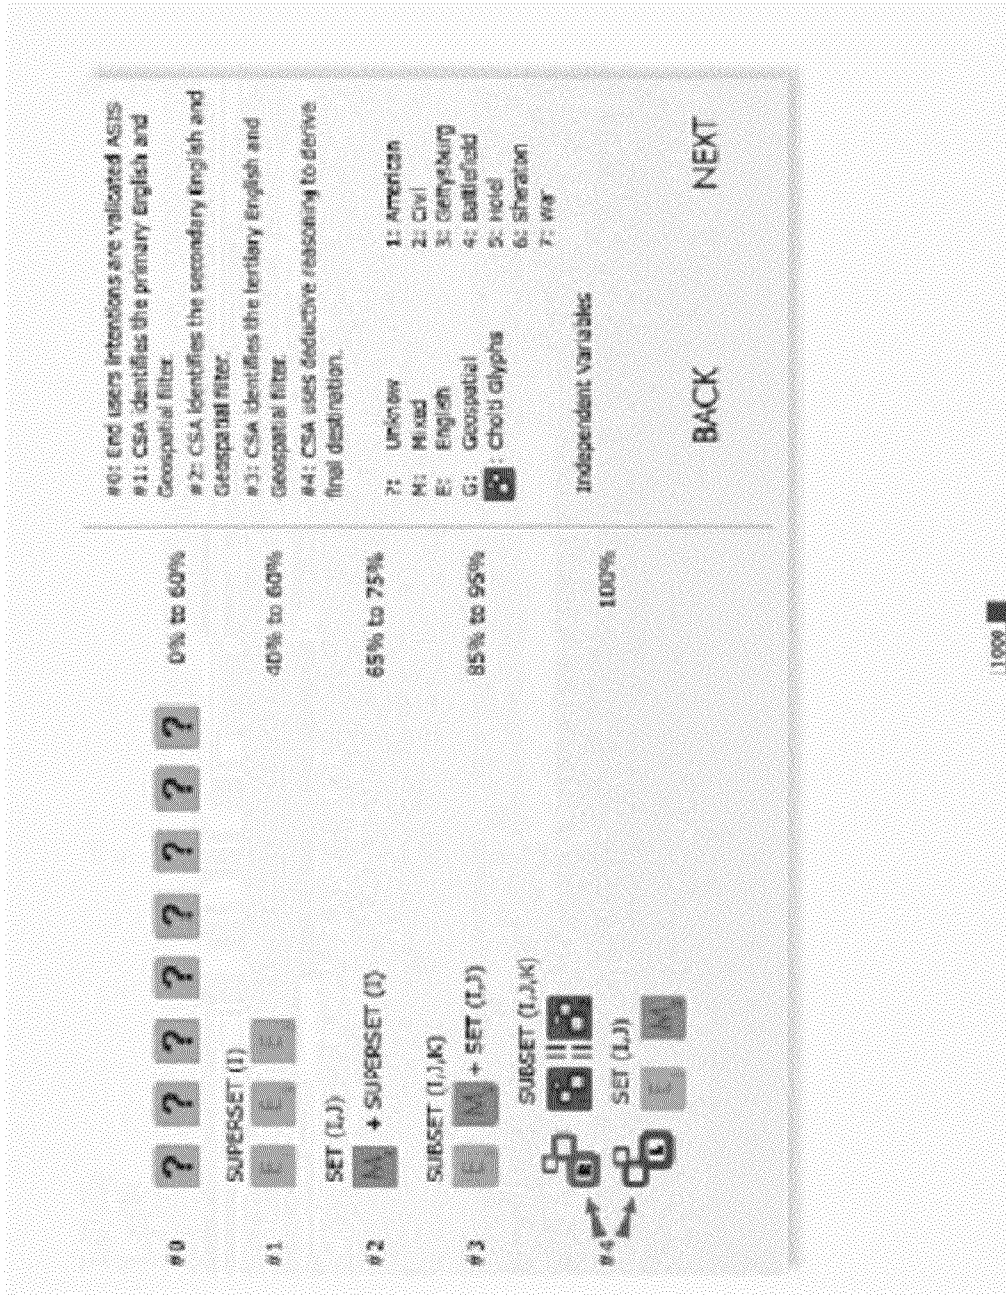 #0 ? ? ? ? ? ? ? ? 0% to 60%
SUPERSET (I)
#1 E E E 40% to 60%
SET (I,J)
#2 M + SUPERSET (I) 65% to 75%
SUBSET (I,J,K)
#3 E M + SET (I,J) 85% to 95%
SUBSET (I,J,K)
R
#4 100%
SET (I,J)
L E M
#0: End users intentions are validated ASIS
#1: CSA identifies the primary English and
Geospatial filter.
#2: CSA identifies the secondary English and
Geospatial filter.
#3: CSA identifies the tertiary English and
Geospatial filter.
#4: CSA uses deductive reasoning to derive
final destination.
?: Unknow
M: Mixed
E: English
G: Geospatial
: Cholti Glyphs
1: American
2: Civil
3: Gettysburg
4: Battlefield
5: Hotel
6: Sheraton
7: War
Independent Variables
BACK NEXT
1009